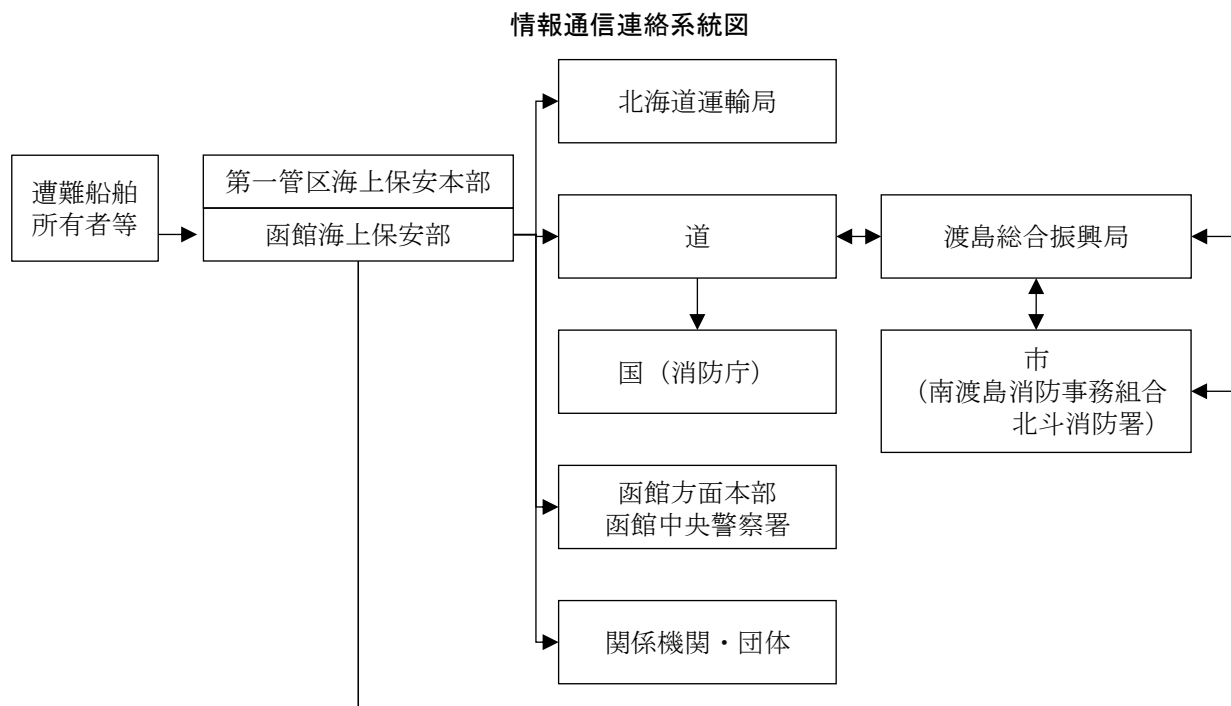 情報通信連絡系統図
北海道運輸局
遭難船舶
所有者等
第一管区海上保安本部
函館海上保安部
道
渡島総合振興局
国（消防庁）
市
（南渡島消防事務組合
北斗消防署）
函館方面本部
函館中央警察署
関係機関・団体